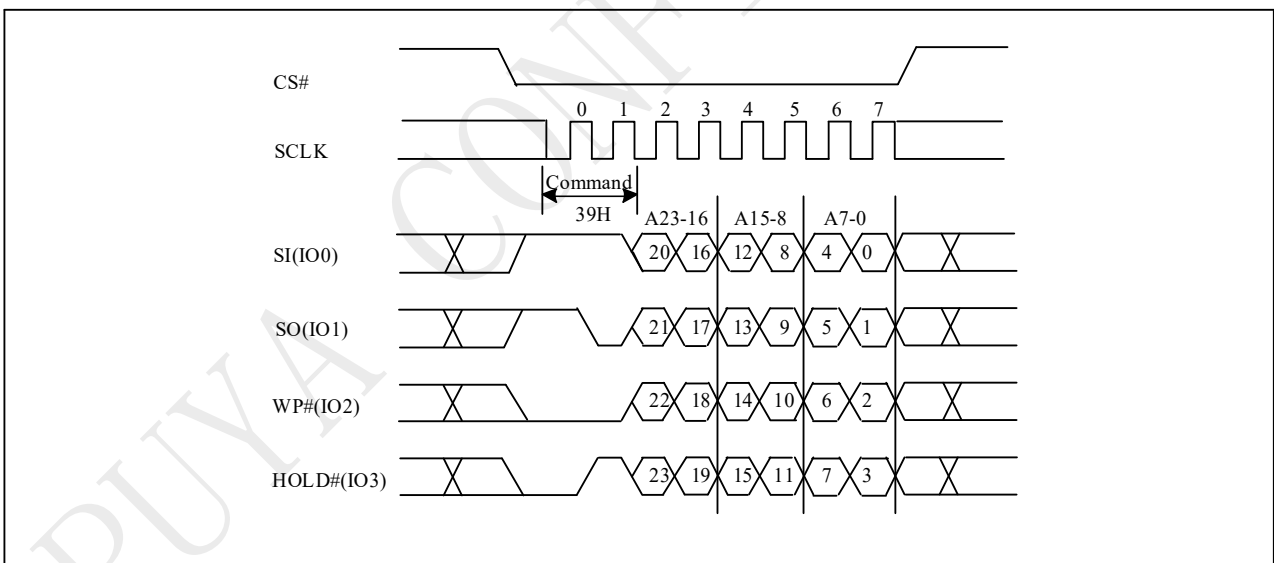 PUYA CONF
CS#
0 1 2 3 4 5 6 7
SCLK
Command
39H
A23-16 A15-8 A7-0
SI(IO0) 20 16 12 8 4 0
SO(IO1) 21 17 13 9 5 1
WP#(IO2) 22 18 14 10 6 2
HOLD#(IO3) 23 19 15 11 7 3